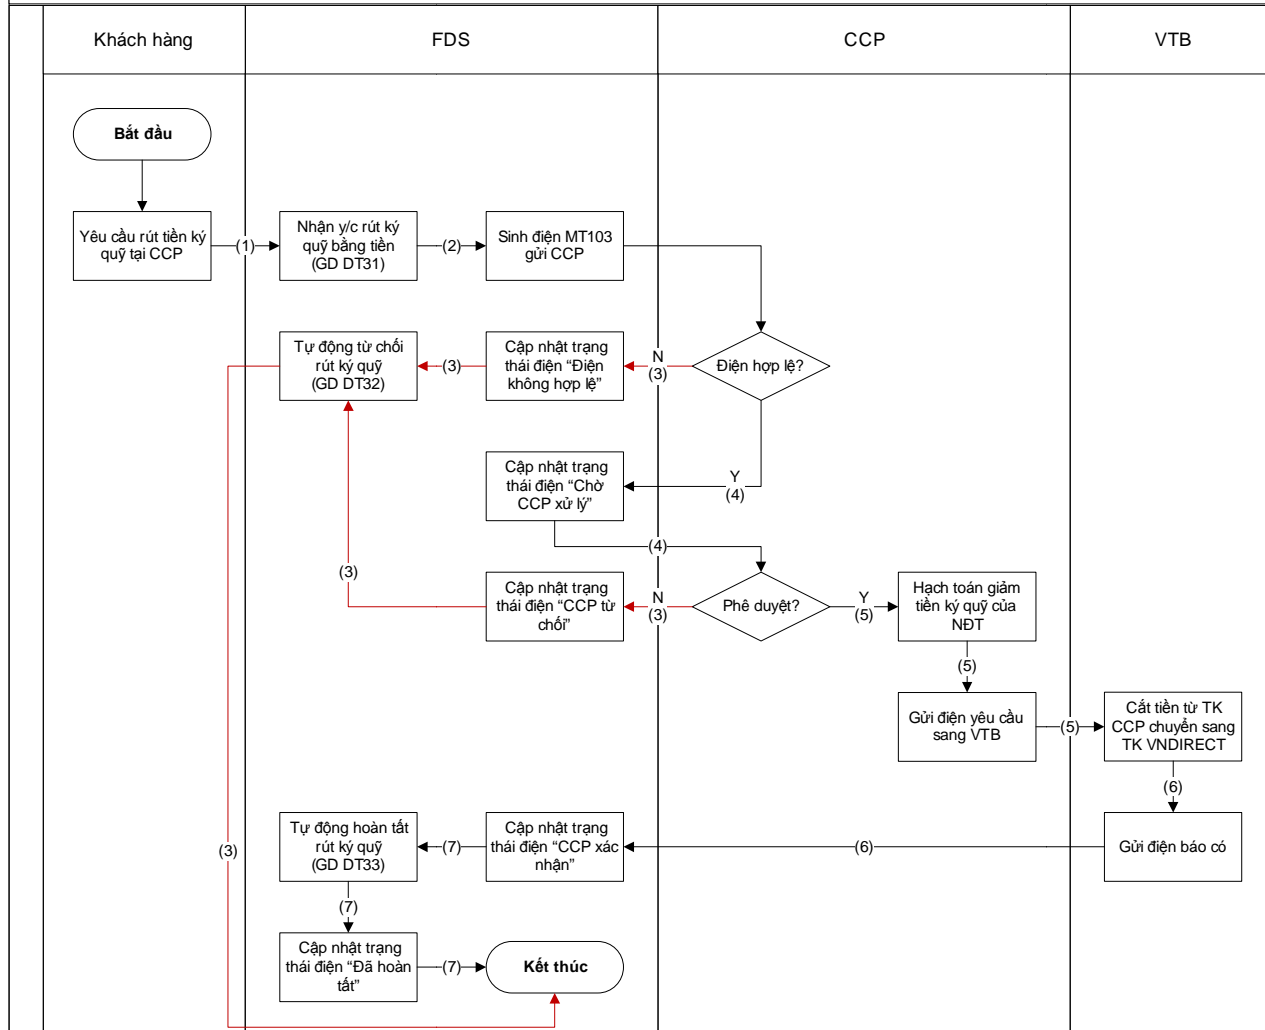 Khách hàng
FDS
CCP
VTB
Bắt đầu
Yêu cầu rút tiền ký
quỹ tại CCP
(1)
Nhận y/c rút ký
quỹ bằng tiền
(GD DT31)
(2)
Sinh điện MT103
gửi CCP
Tự động từ chối
rút ký quỹ
(GD DT32)
(3)
Cập nhật trạng
thái điện “Điện
không hợp lệ”
N
(3)
Điện hợp lệ?
Cập nhật trạng
thái điện “Chờ
CCP xử lý”
Y
(4)
(4)
(3)
Cập nhật trạng
thái điện “CCP từ
chối”
N
(3)
Phê duyệt?
Y
(5)
Hạch toán giảm
tiền ký quỹ của
NĐT
(5)
Gửi điện yêu cầu
sang VTB
(5)
Cắt tiền từ TK
CCP chuyển sang
TK VNDIRECT
(6)
(3)
Tự động hoàn tất
rút ký quỹ
(GD DT33)
(7)
Cập nhật trạng
thái điện “CCP xác
nhận”
(6)
Gửi điện báo có
(7)
Cập nhật trạng
thái điện “Đã hoàn
tất”
(7)
Kết thúc